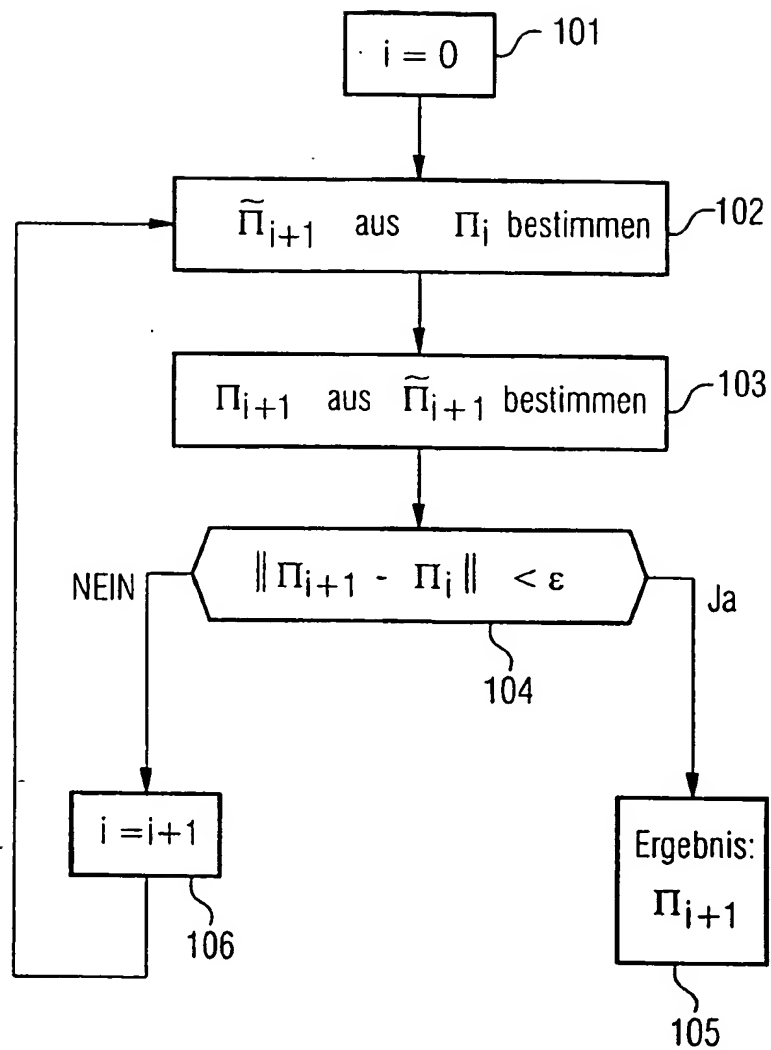 i = 0
101
Π̃i+1 aus Πi bestimmen
102
Πi+1 aus Π̃i+1 bestimmen
103
‖ Πi+1 - Πi ‖ < ε
NEIN
Ja
104
i =i+1
106
Ergebnis:
Πi+1
105